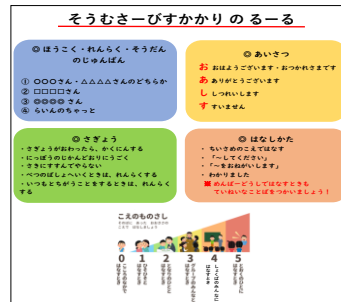 そうむさーびすかかり の るーる
◎ ほうこく・れんらく・そうだん
のじゅんばん
① 〇〇〇さん・△△△△さんのどちらか
② □□□□さん
③ ◎◎◎◎ さん
④ らいんのちゃっと
◎ あいさつ
お おはようございます・おつかれさまです
あ ありがとうございます
し しつれいします
す すいません
◎ さぎょう
・さぎょうがおわったら、かくにんする
・にっぽうのじかんどおりにうごく
・さきにすすんでやらない
・べつのばしょへいくときは、れんらくする
・いつもとちがうことをするときは、れんらく
する
◎ はなしかた
・ ちいさめのこえではなす
・ 「～してください」
・ 「～をおねがいします」
・ わかりました
※ めんばーどうしではなすときも
ていねいなことばをつかいましょう！
こえのものさし
0 1 2 3 4 5